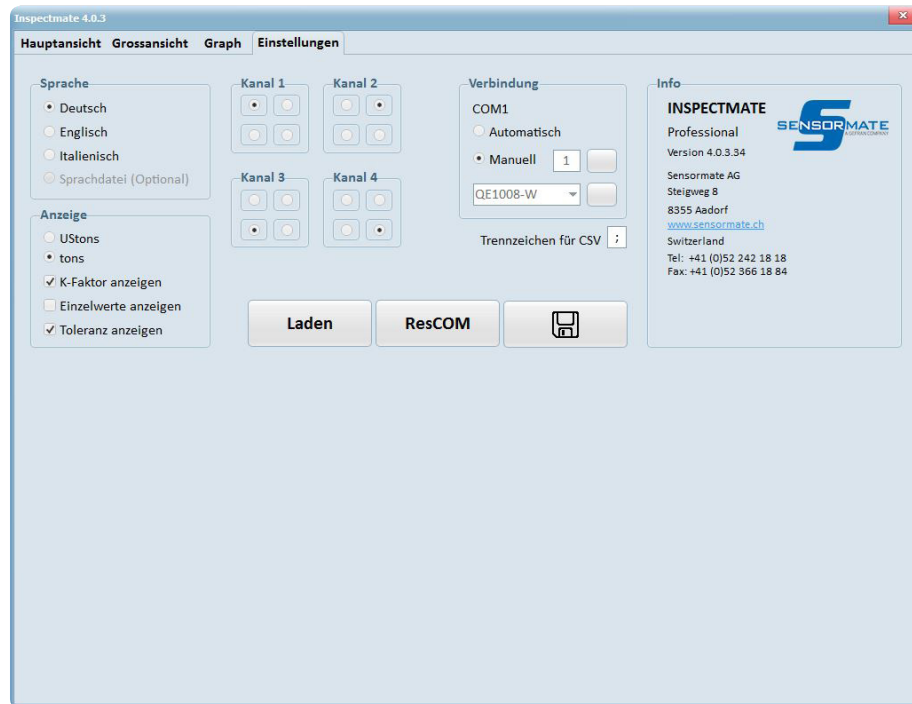 Inspectmate 4.0.3
Hauptansicht Grossansicht Graph Einstellungen
Sprache
Deutsch
Englisch
Italienisch
Sprachdatei (Optional)
Anzeige
UStons
tons
K-Faktor anzeigen
Einzelwerte anzeigen
Toleranz anzeigen
Kanal 1
Kanal 2
Kanal 3
Kanal 4
Verbindung
COM1
Automatisch
Manuell 1
QE1008-W
Trennzeichen für CSV ;
Laden
ResCOM
Info
INSPECTMATE
Professional
Version 4.0.3.34
Sensormate AG
Steigweg 8
8355 Aadorf
www.sensormate.ch
Switzerland
Tel: +41 (0)52 242 18 18
Fax: +41 (0)52 366 18 84
SENSORMATE
A GEFRAN COMPANY